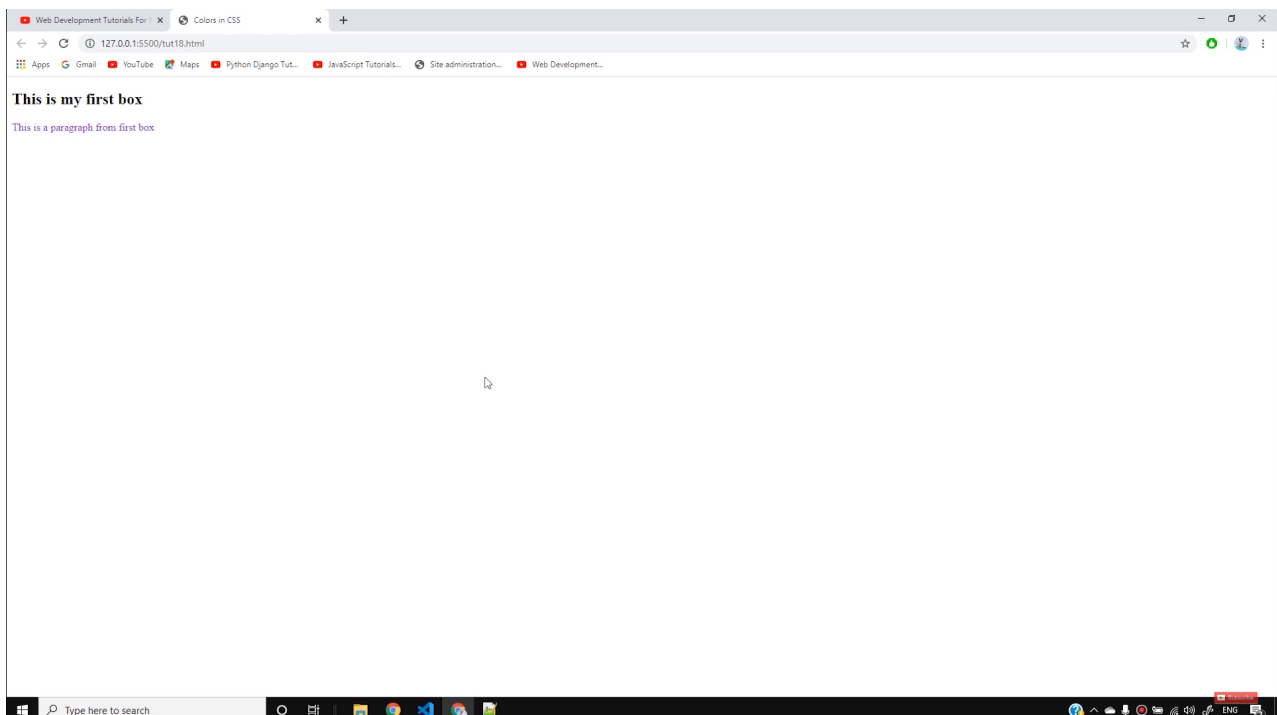 Web Development Tutorials For
Colors in CSS
127.0.0.1:5500/tut18.html
Apps Gmail YouTube Maps Python Django Tut... JavaScript Tutorials... Site administration... Web Development...
This is my first box
This is a paragraph from first box
Subscribe
Type here to search
ENG